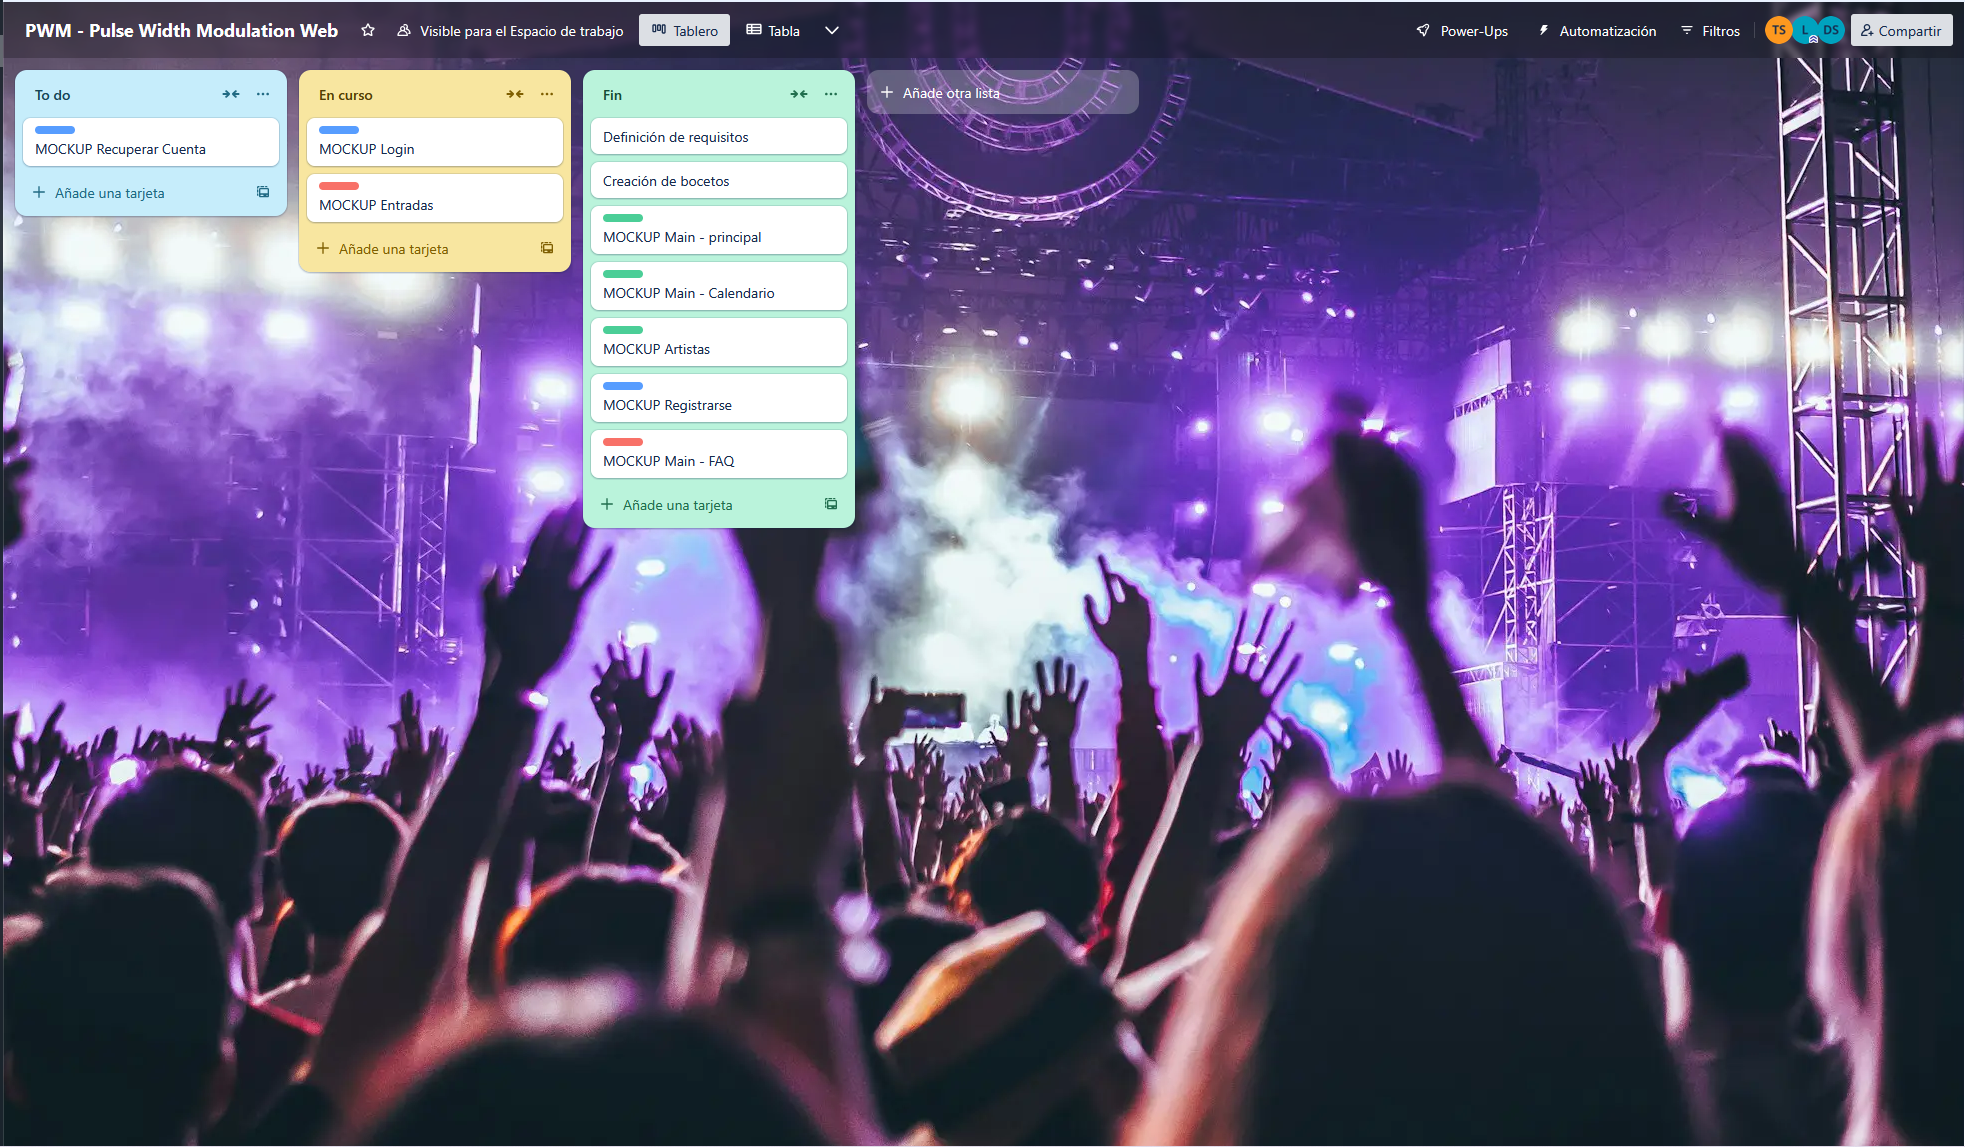 PWM - Pulse Width Modulation Web
Visible para el Espacio de trabajo
Tablero
Tabla
Power-Ups
Automatización
Filtros
TS
L
DS
Compartir
To do
MOCKUP Recuperar Cuenta
Añade una tarjeta
En curso
MOCKUP Login
MOCKUP Entradas
Añade una tarjeta
Fin
Definición de requisitos
Creación de bocetos
MOCKUP Main - principal
MOCKUP Main - Calendario
MOCKUP Artistas
MOCKUP Registrarse
MOCKUP Main - FAQ
Añade una tarjeta
Añade otra lista